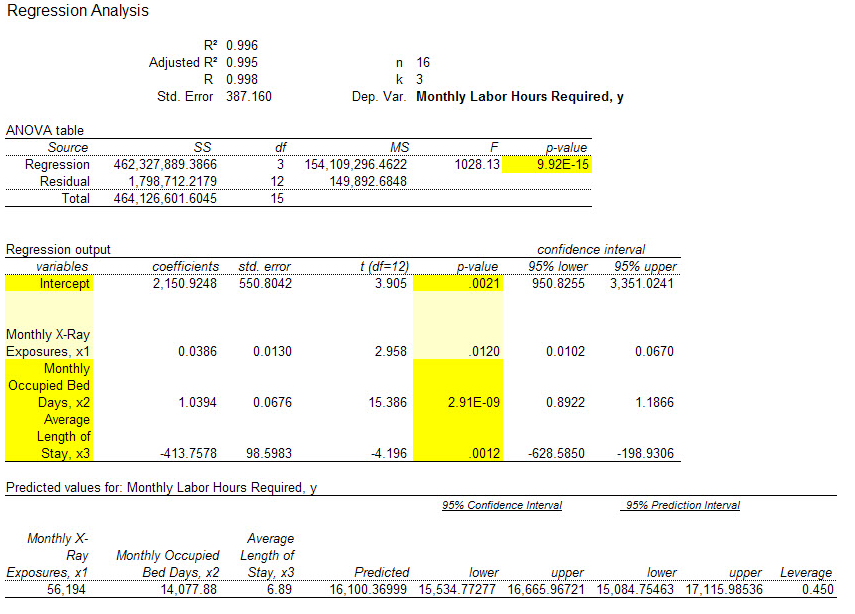 Regression Analysis
R² 0.996
Adjusted R² 0.995 n 16
R 0.998 k 3
Std. Error 387.160 Dep. Var. Monthly Labor Hours Required, y
ANOVA table
Source SS df MS F p-value
Regression 462,327,889.3866 3 154,109,296.4622 1028.13 9.92E-15
Residual 1,798,712.2179 12 149,892.6848
Total 464,126,601.6045 15
Regression output confidence interval
variables coefficients std. error t (df=12) p-value 95% lower 95% upper
Intercept 2,150.9248 550.8042 3.905 .0021 950.8255 3,351.0241
Monthly X-Ray
Exposures, x1 0.0386 0.0130 2.958 .0120 0.0102 0.0670
Monthly
Occupied Bed
Days, x2 1.0394 0.0676 15.386 2.91E-09 0.8922 1.1866
Average
Length of
Stay, x3 -413.7578 98.5983 -4.196 .0012 -628.5850 -198.9306
Predicted values for: Monthly Labor Hours Required, y
95% Confidence Interval 95% Prediction Interval
Monthly X- Average
Ray Monthly Occupied Length of
Exposures, x1 Bed Days, x2 Stay, x3 Predicted lower upper lower upper Leverage
56,194 14,077.88 6.89 16,100.36999 15,534.77277 16,665.96721 15,084.75463 17,115.98536 0.450